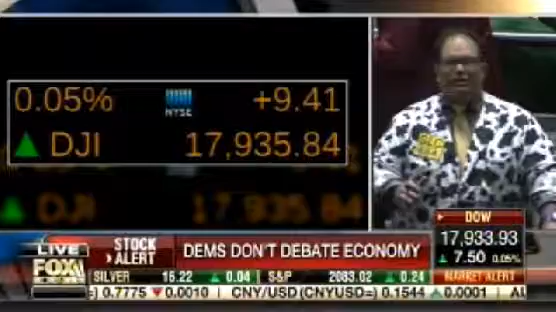 0.05% NYSE +9.41
▲ DJI 17,935.84
DOW
17,933.93
▲ 7.50 0.05%
MARKET ALERT
LIVE
FOX
STOCK
ALERT
DEMS DON'T DEBATE ECONOMY
SILVER 16.22 ▲ 0.04 S&P 2083.02 ▲ 0.24
0.7775 ▼ 0.0010 CNY/USD (CNYUSD=) 0.1544 ▲ 0.0001